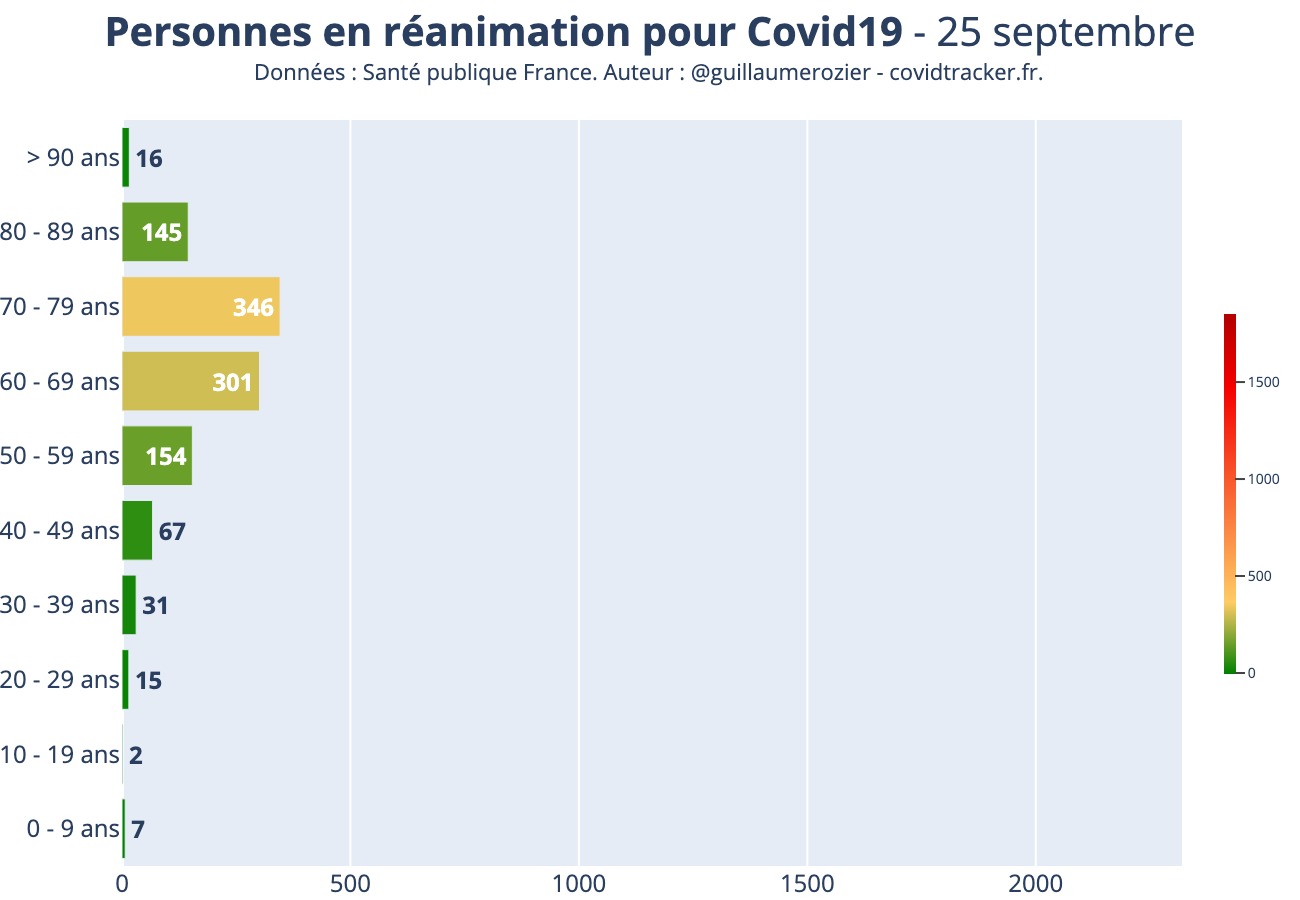 Personnes en réanimation pour Covid19 - 25 septembre
Données : Santé publique France. Auteur : @guillaumerozier - covidtracker.fr.
> 90 ans 16
80 - 89 ans 145
70 - 79 ans 346
60 - 69 ans 301
50 - 59 ans 154
40 - 49 ans 67
30 - 39 ans 31
20 - 29 ans 15
10 - 19 ans 2
0 - 9 ans 7
0 500 1000 1500 2000
1500
1000
500
0